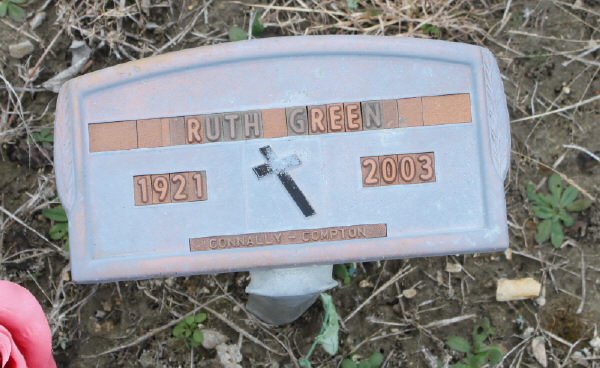 RUTH GREEN
1921 2003
CONNALLY - COMPTON